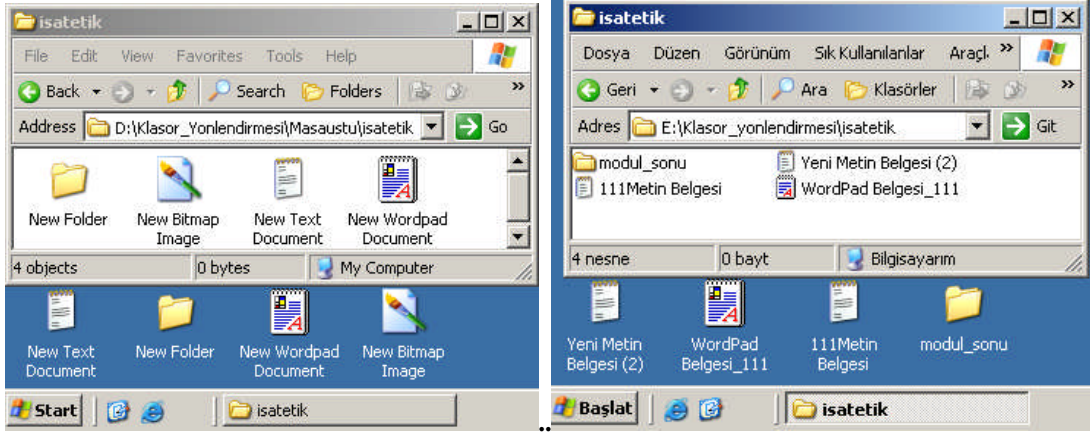 isatetik
File Edit View Favorites Tools Help
Back Search Folders »
Address D:\Klasor_Yonlendirmesi\Masaustu\isatetik Go
New Folder
New Bitmap
Image
New Text
Document
New Wordpad
Document
4 objects 0 bytes My Computer
New Text
Document
New Folder
New Wordpad
Document
New Bitmap
Image
Start isatetik
..
isatetik
Dosya Düzen Görünüm Sık Kullanılanlar Araçl. »
Geri Ara Klasörler »
Adres E:\Klasor_yonlendirmesi\isatetik Git
modul_sonu Yeni Metin Belgesi (2)
111Metin Belgesi WordPad Belgesi_111
4 nesne 0 bayt Bilgisayarım
Yeni Metin
Belgesi (2)
WordPad
Belgesi_111
111Metin
Belgesi
modul_sonu
Başlat isatetik